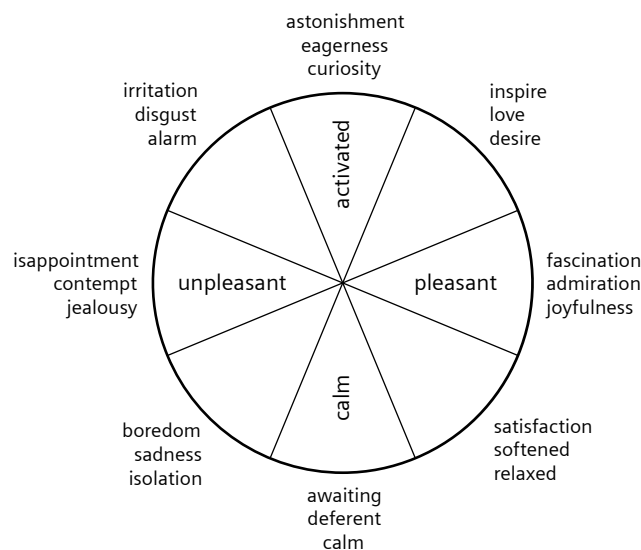 astonishment
eagerness
curiosity
irritation
disgust
alarm
inspire
love
desire
activated
isappointment
contempt
jealousy
unpleasant
pleasant
fascination
admiration
joyfulness
calm
boredom
sadness
isolation
satisfaction
softened
relaxed
awaiting
deferent
calm